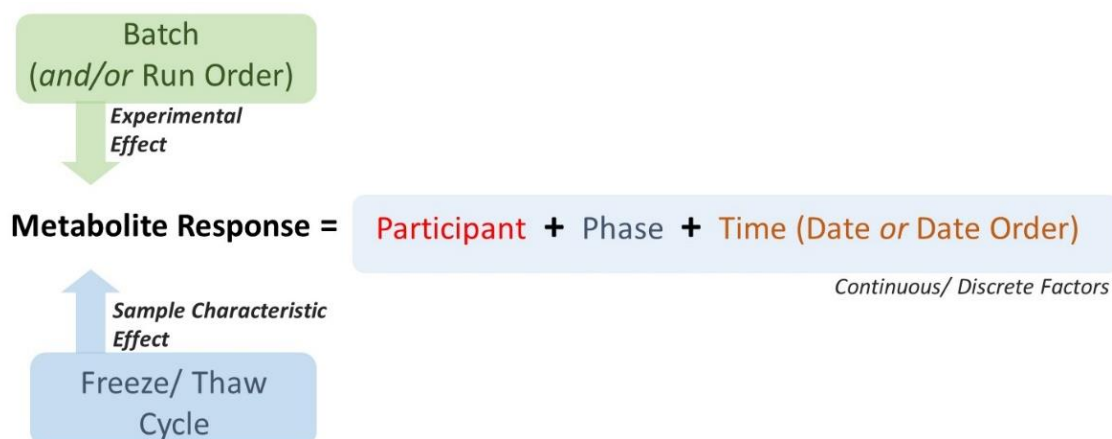 Batch
(and/or Run Order)
Experimental
Effect
Metabolite Response = Participant + Phase + Time (Date or Date Order)
Continuous/ Discrete Factors
Sample Characteristic
Effect
Freeze/ Thaw
Cycle